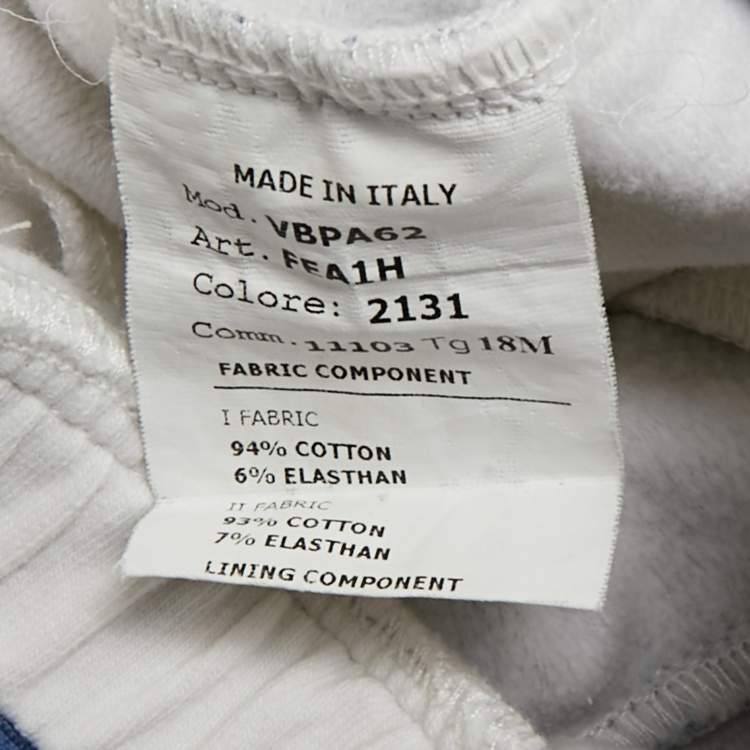 MADE IN ITALY
Mod. VBPA62
Art. FFA1H
Colore: 2131
Comm. 11103 Tg 18M
FABRIC COMPONENT
I FABRIC
94% COTTON
6% ELASTHAN
II FABRIC
93% COTTON
7% ELASTHAN
LINING COMPONENT